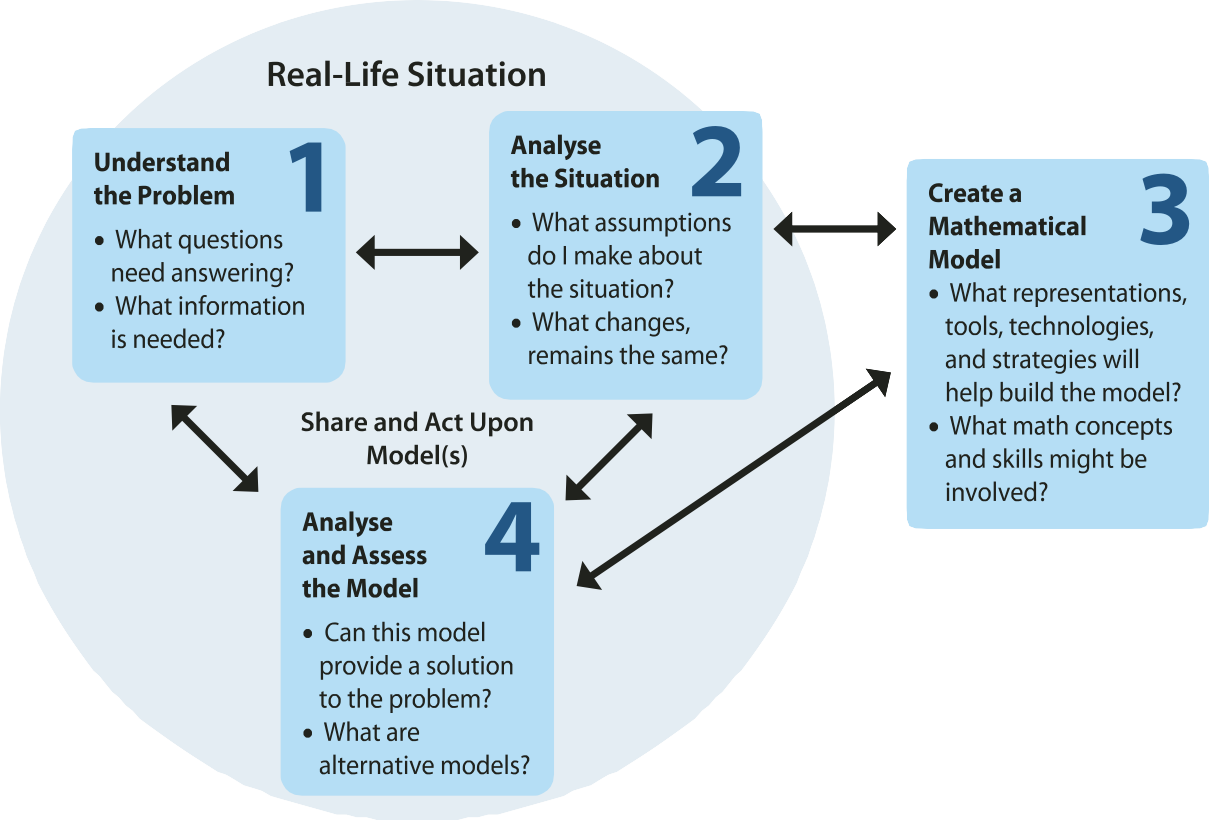 Real-Life Situation
1
Understand
the Problem
• What questions
need answering?
• What information
is needed?
2
Analyse
the Situation
• What assumptions
do I make about
the situation?
• What changes,
remains the same?
3
Create a
Mathematical
Model
• What representations,
tools, technologies,
and strategies will
help build the model?
• What math concepts
and skills might be
involved?
Share and Act Upon
Model(s)
4
Analyse
and Assess
the Model
• Can this model
provide a solution
to the problem?
• What are
alternative models?